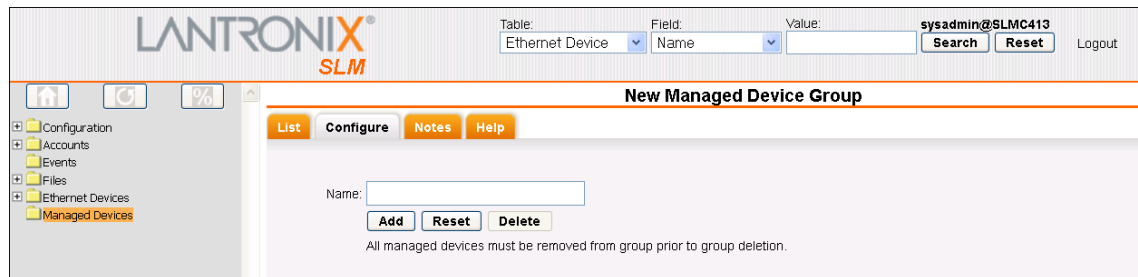 LANTRONIX®
SLM
Table: Field: Value: sysadmin@SLMC413
Ethernet Device Name Search Reset Logout
%
New Managed Device Group
List Configure Notes Help
Configuration
Accounts
Events
Files
Ethernet Devices
Managed Devices
Name:
Add Reset Delete
All managed devices must be removed from group prior to group deletion.